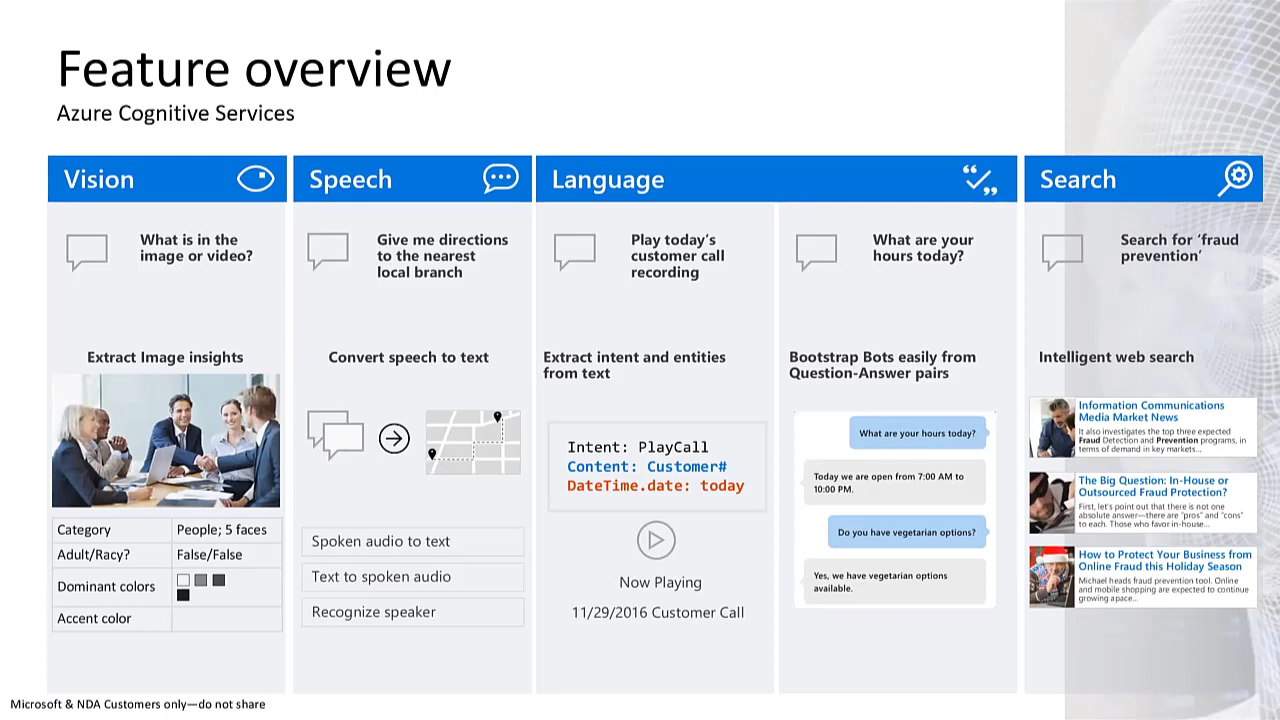 Feature overview
Azure Cognitive Services
Vision
What is in the
image or video?
Extract Image insights
Category People; 5 faces
Adult/Racy? False/False
Dominant colors
Accent color
Speech
Give me directions
to the nearest
local branch
Convert speech to text
Spoken audio to text
Text to spoken audio
Recognize speaker
Language
Play today's
customer call
recording
Extract intent and entities
from text
Intent: PlayCall
Content: Customer#
DateTime.date: today
Now Playing
11/29/2016 Customer Call
What are your
hours today?
Bootstrap Bots easily from
Question-Answer pairs
What are your hours today?
Today we are open from 7:00 AM to
10:00 PM.
Do you have vegetarian options?
Yes, we have vegetarian options
available.
Search
Search for ‘fraud
prevention’
Intelligent web search
Information Communications
Media Market News
It also investigates the top three expected
Fraud Detection and Prevention programs, in
terms of demand in key markets...
The Big Question: In-House or
Outsourced Fraud Protection?
First, let's point out that there is not one
absolute answer—there are "pros" and "cons"
to each. Those who favor in-house...
How to Protect Your Business from
Online Fraud this Holiday Season
Michael heads fraud prevention tool. Online
and mobile shopping are expected to continue
growing apace...
Microsoft & NDA Customers only—do not share